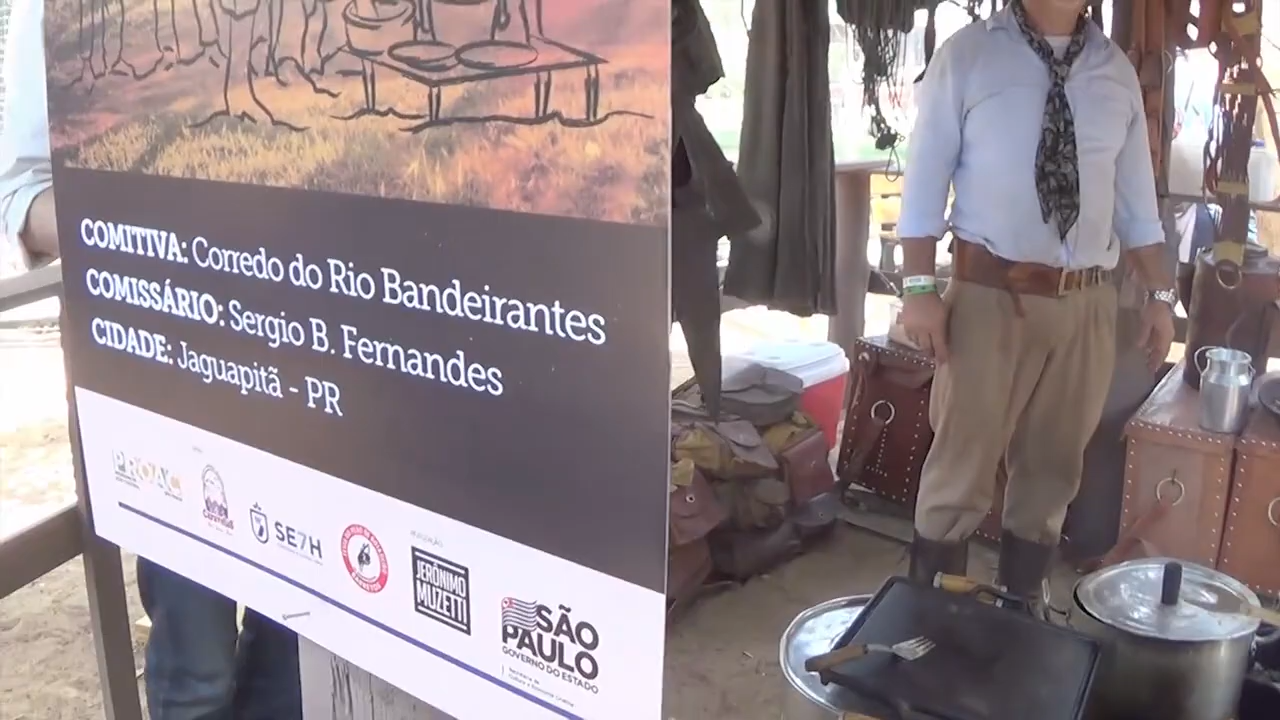 COMITIVA: Corredo do Rio Bandeirantes
COMISSÁRIO: Sergio B. Fernandes
CIDADE: Jaguapitã - PR
PROAC
SE7H
JERÔNIMO
MUZETTI
SÃO
PAULO
GOVERNO DO ESTADO